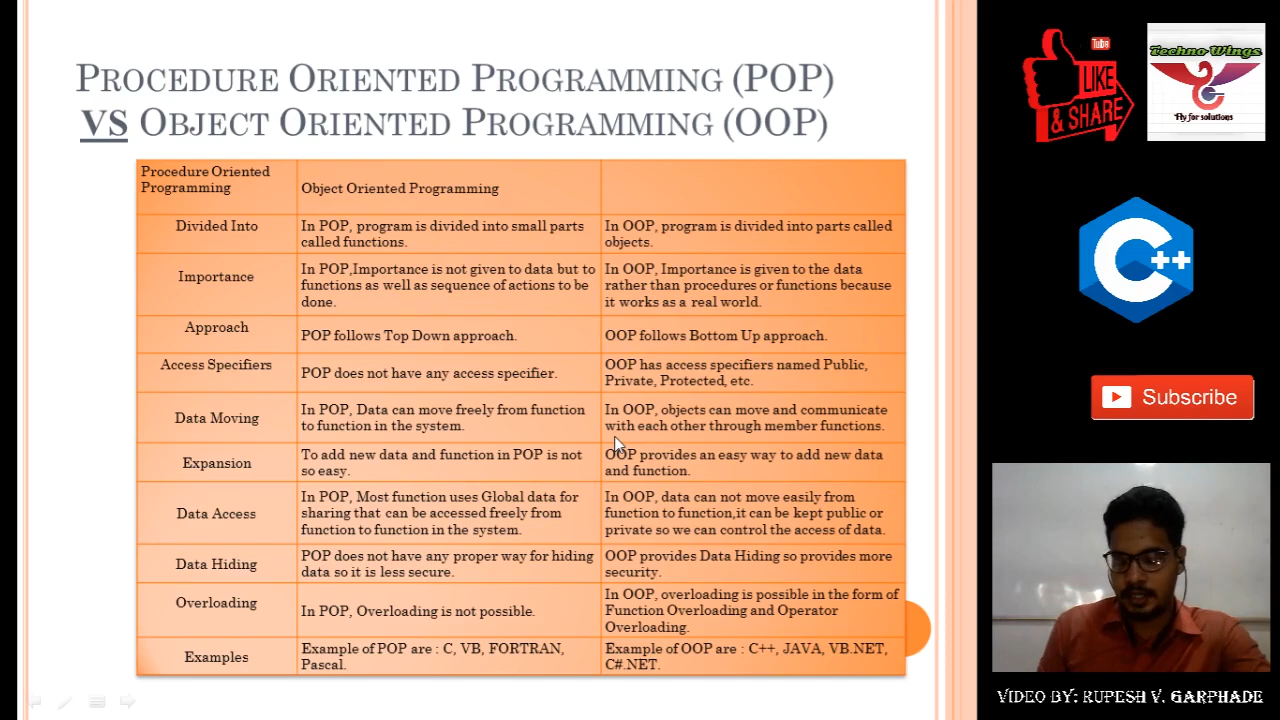 PROCEDURE ORIENTED PROGRAMMING (POP)
VS OBJECT ORIENTED PROGRAMMING (OOP)
Procedure Oriented
Programming
Object Oriented Programming
Divided Into
In POP, program is divided into small parts
called functions.
In OOP, program is divided into parts called
objects.
Importance
In POP,Importance is not given to data but to
functions as well as sequence of actions to be
done.
In OOP, Importance is given to the data
rather than procedures or functions because
it works as a real world.
Approach
POP follows Top Down approach.
OOP follows Bottom Up approach.
Access Specifiers
POP does not have any access specifier.
OOP has access specifiers named Public,
Private, Protected, etc.
Data Moving
In POP, Data can move freely from function
to function in the system.
In OOP, objects can move and communicate
with each other through member functions.
Expansion
To add new data and function in POP is not
so easy.
OOP provides an easy way to add new data
and function.
Data Access
In POP, Most function uses Global data for
sharing that can be accessed freely from
function to function in the system.
In OOP, data can not move easily from
function to function,it can be kept public or
private so we can control the access of data.
Data Hiding
POP does not have any proper way for hiding
data so it is less secure.
OOP provides Data Hiding so provides more
security.
Overloading
In POP, Overloading is not possible.
In OOP, overloading is possible in the form of
Function Overloading and Operator
Overloading.
Examples
Example of POP are : C, VB, FORTRAN,
Pascal.
Example of OOP are : C++, JAVA, VB.NET,
C#.NET.
Tube
LIKE
& SHARE
Techno Wings
Fly for solutions
C++
Subscribe
VIDEO BY: RUPESH V. GARPHADE